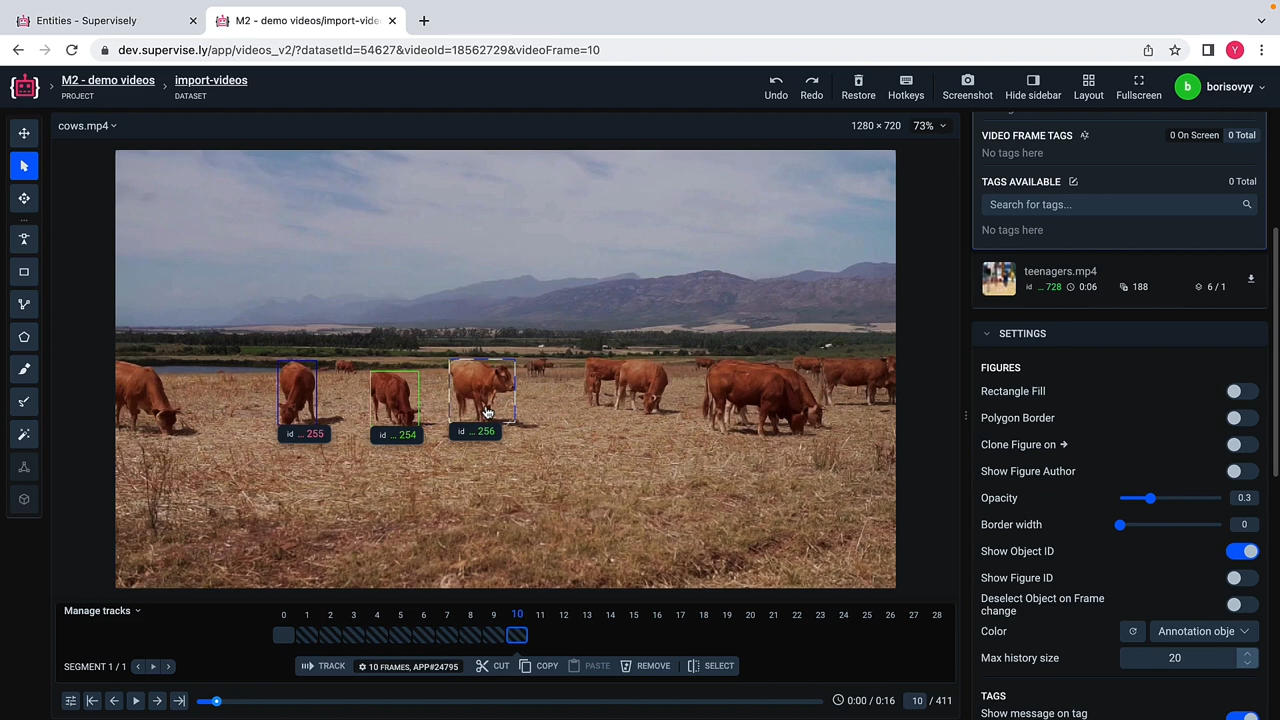 Entities - Supervisely
M2 - demo videos/import-vide
dev.supervise.ly/app/videos_v2/?datasetId=54627&videoId=18562729&videoFrame=10
Y
M2 - demo videos
PROJECT
import-videos
DATASET
Undo
Redo
Restore
Hotkeys
Screenshot
Hide sidebar
Layout
Fullscreen
b
borisovyy
cows.mp4
1280 × 720
73%
VIDEO FRAME TAGS
0 On Screen
0 Total
No tags here
TAGS AVAILABLE
0 Total
Search for tags...
No tags here
teenagers.mp4
id ... 728
0:06
188
6 / 1
SETTINGS
FIGURES
Rectangle Fill
Polygon Border
Clone Figure on →
Show Figure Author
Opacity
0.3
Border width
0
Show Object ID
Show Figure ID
Deselect Object on Frame
change
Color
Annotation obje
Max history size
20
TAGS
Show message on tag
id ... 255
id ... 254
id ... 256
Manage tracks
0 1 2 3 4 5 6 7 8 9 10 11 12 13 14 15 16 17 18 19 20 21 22 23 24 25 26 27 28
SEGMENT 1 / 1
TRACK
10 FRAMES, APP#24795
CUT
COPY
PASTE
REMOVE
SELECT
0:00 / 0:16
10 / 411